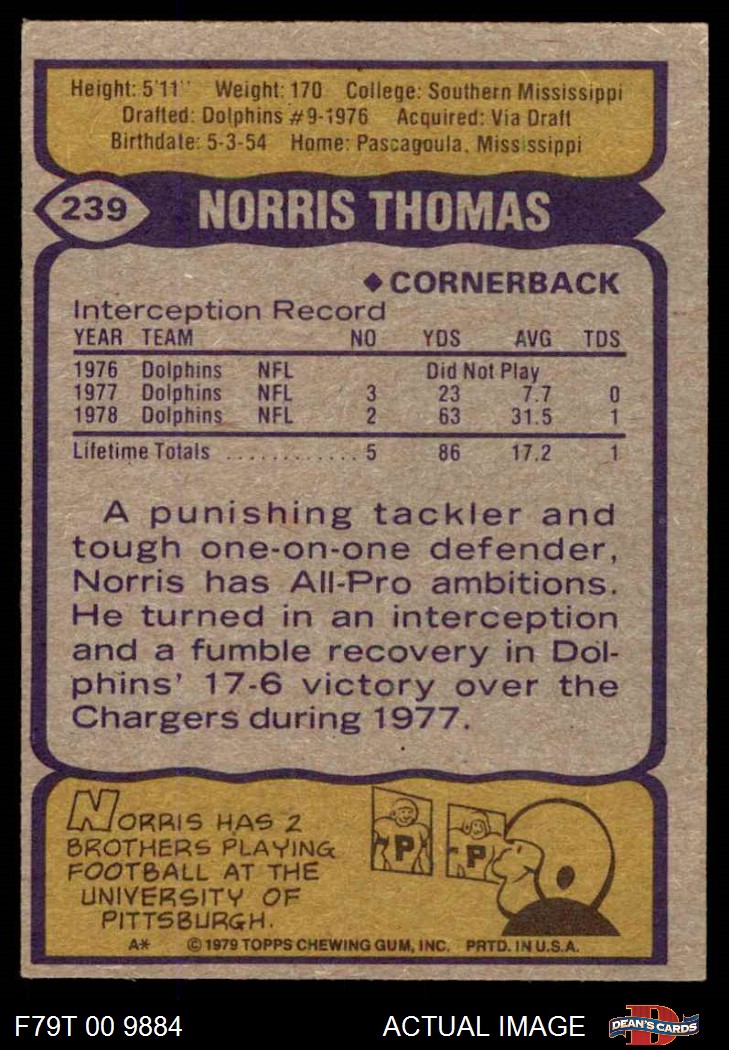 Height: 5'11" Weight: 170 College: Southern Mississippi
Drafted: Dolphins #9-1976 Acquired: Via Draft
Birthdate: 5-3-54 Home: Pascagoula, Mississippi
239 NORRIS THOMAS
◆ CORNERBACK
Interception Record
YEAR TEAM NO YDS AVG TDS
1976 Dolphins NFL Did Not Play
1977 Dolphins NFL 3 23 7.7 0
1978 Dolphins NFL 2 63 31.5 1
Lifetime Totals ............ 5 86 17.2 1
A punishing tackler and
tough one-on-one defender,
Norris has All-Pro ambitions.
He turned in an interception
and a fumble recovery in Dol-
phins' 17-6 victory over the
Chargers during 1977.
NORRIS HAS 2
BROTHERS PLAYING
FOOTBALL AT THE
UNIVERSITY OF
PITTSBURGH.
P P
A* © 1979 TOPPS CHEWING GUM, INC. PRTD. IN U.S.A.
F79T 00 9884 ACTUAL IMAGE D DEAN'S CARDS